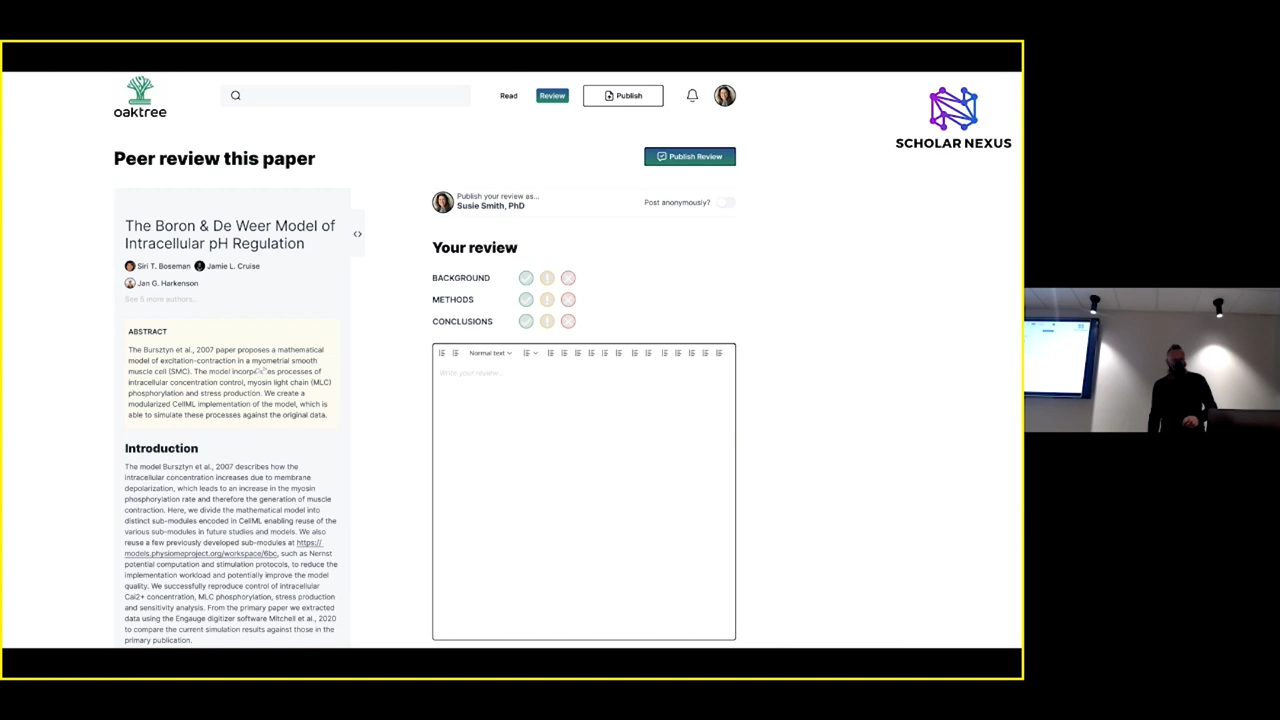 oaktree
Read
Review
Publish
SCHOLAR NEXUS
Peer review this paper
Publish Review
The Boron & De Weer Model of
Intracellular pH Regulation
Siri T. Boseman Jamie L. Cruise
Jan G. Harkenson
See 5 more authors...
ABSTRACT
The Bursztyn et al., 2007 paper proposes a mathematical
model of excitation-contraction in a myometrial smooth
muscle cell (SMC). The model incorporates processes of
intracellular concentration control, myosin light chain (MLC)
phosphorylation and stress production. We create a
modularized CellML implementation of the model, which is
able to simulate these processes against the original data.
Introduction
The model Bursztyn et al., 2007 describes how the
intracellular concentration increases due to membrane
depolarization, which leads to an increase in the myosin
phosphorylation rate and therefore the generation of muscle
contraction. Here, we divide the mathematical model into
distinct sub-modules encoded in CellML enabling reuse of the
various sub-modules in future studies and models. We also
reuse a few previously developed sub-modules at https://
models.physiomeproject.org/workspace/6bc, such as Nernst
potential computation and stimulation protocols, to reduce the
implementation workload and potentially improve the model
quality. We successfully reproduce control of intracellular
Cai2+ concentration, MLC phosphorylation, stress production
and sensitivity analysis. From the primary paper we extracted
data using the Engauge digitizer software Mitchell et al., 2020
to compare the current simulation results against those in the
primary publication.
Publish your review as...
Susie Smith, PhD
Post anonymously?
Your review
BACKGROUND
METHODS
CONCLUSIONS
Normal text
Write your review...